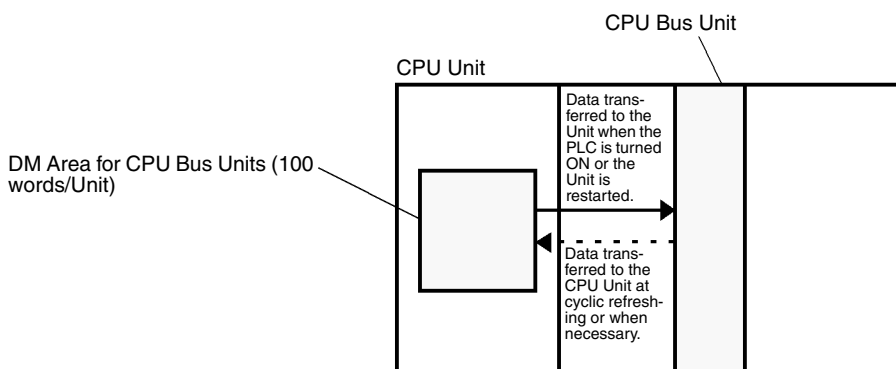 CPU Bus Unit
CPU Unit
Data trans-
ferred to the
Unit when the
PLC is turned
ON or the
Unit is
restarted.
DM Area for CPU Bus Units (100
words/Unit)
Data trans-
ferred to the
CPU Unit at
cyclic refresh-
ing or when
necessary.